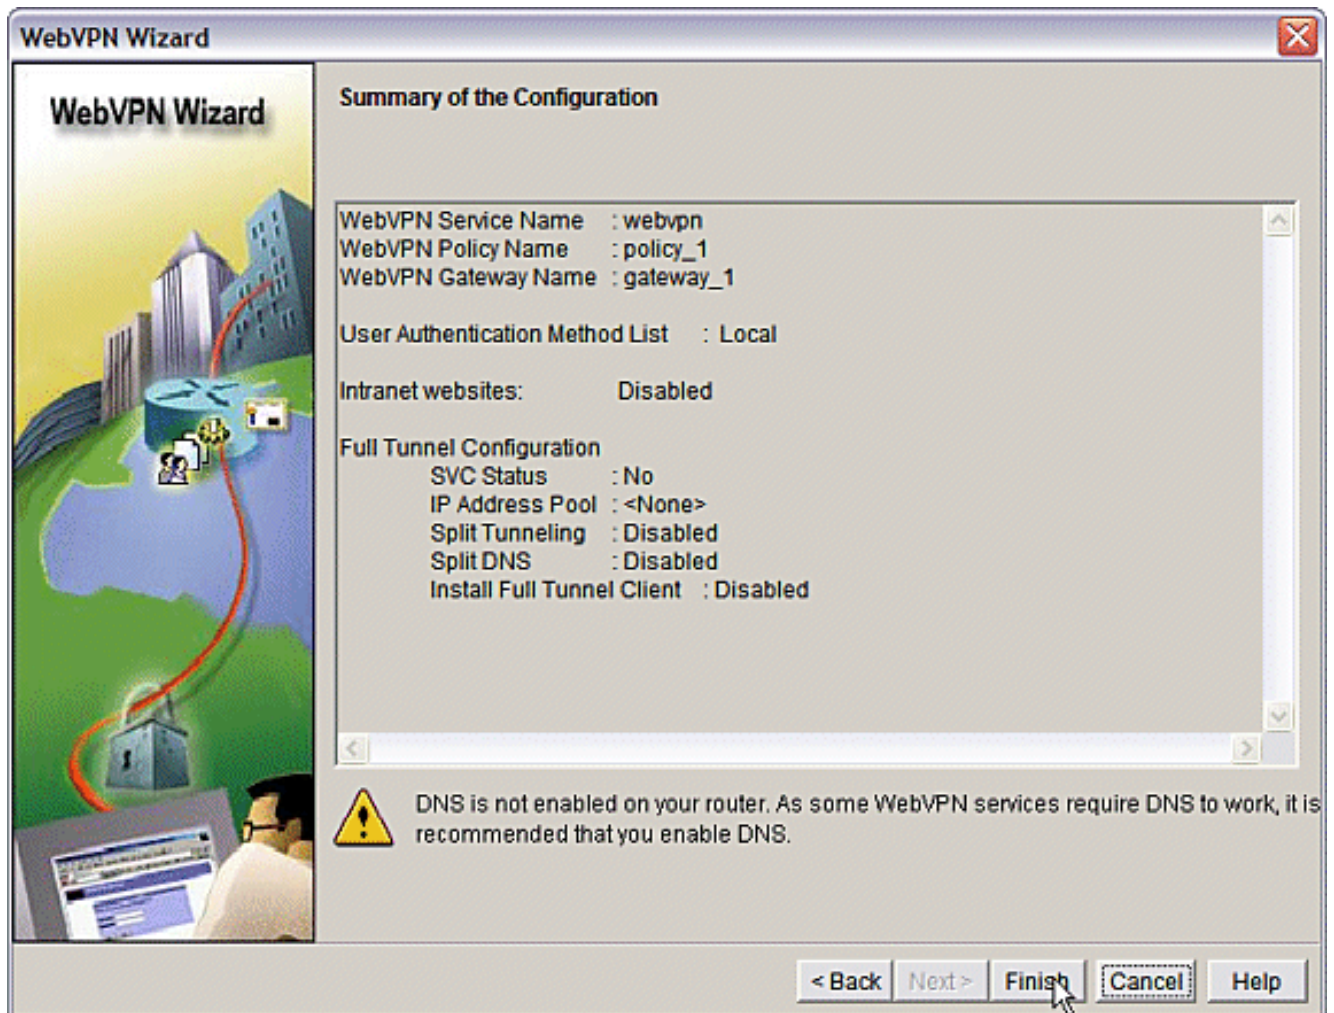 WebVPN Wizard
WebVPN Wizard
Summary of the Configuration
WebVPN Service Name : webvpn
WebVPN Policy Name : policy_1
WebVPN Gateway Name : gateway_1
User Authentication Method List : Local
Intranet websites: Disabled
Full Tunnel Configuration
SVC Status : No
IP Address Pool : <None>
Split Tunneling : Disabled
Split DNS : Disabled
Install Full Tunnel Client : Disabled
DNS is not enabled on your router. As some WebVPN services require DNS to work, it is
recommended that you enable DNS.
< Back Next > Finish Cancel Help